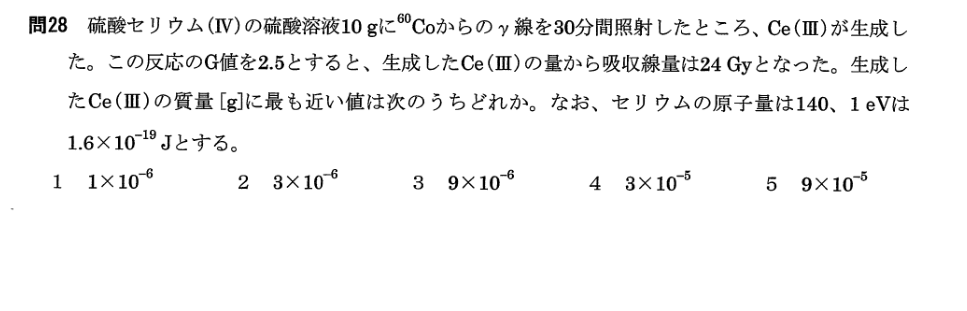 問28 硫酸セリウム(Ⅳ)の硫酸溶液10 gに⁶⁰Coからのγ線を30分間照射したところ、Ce(Ⅲ)が生成し
た。この反応のG値を2.5とすると、生成したCe(Ⅲ)の量から吸収線量は24 Gyとなった。生成し
たCe(Ⅲ)の質量 [g]に最も近い値は次のうちどれか。なお、セリウムの原子量は140、1 eVは
1.6×10⁻¹⁹ Jとする。
1 1×10⁻⁶ 2 3×10⁻⁶ 3 9×10⁻⁶ 4 3×10⁻⁵ 5 9×10⁻⁵